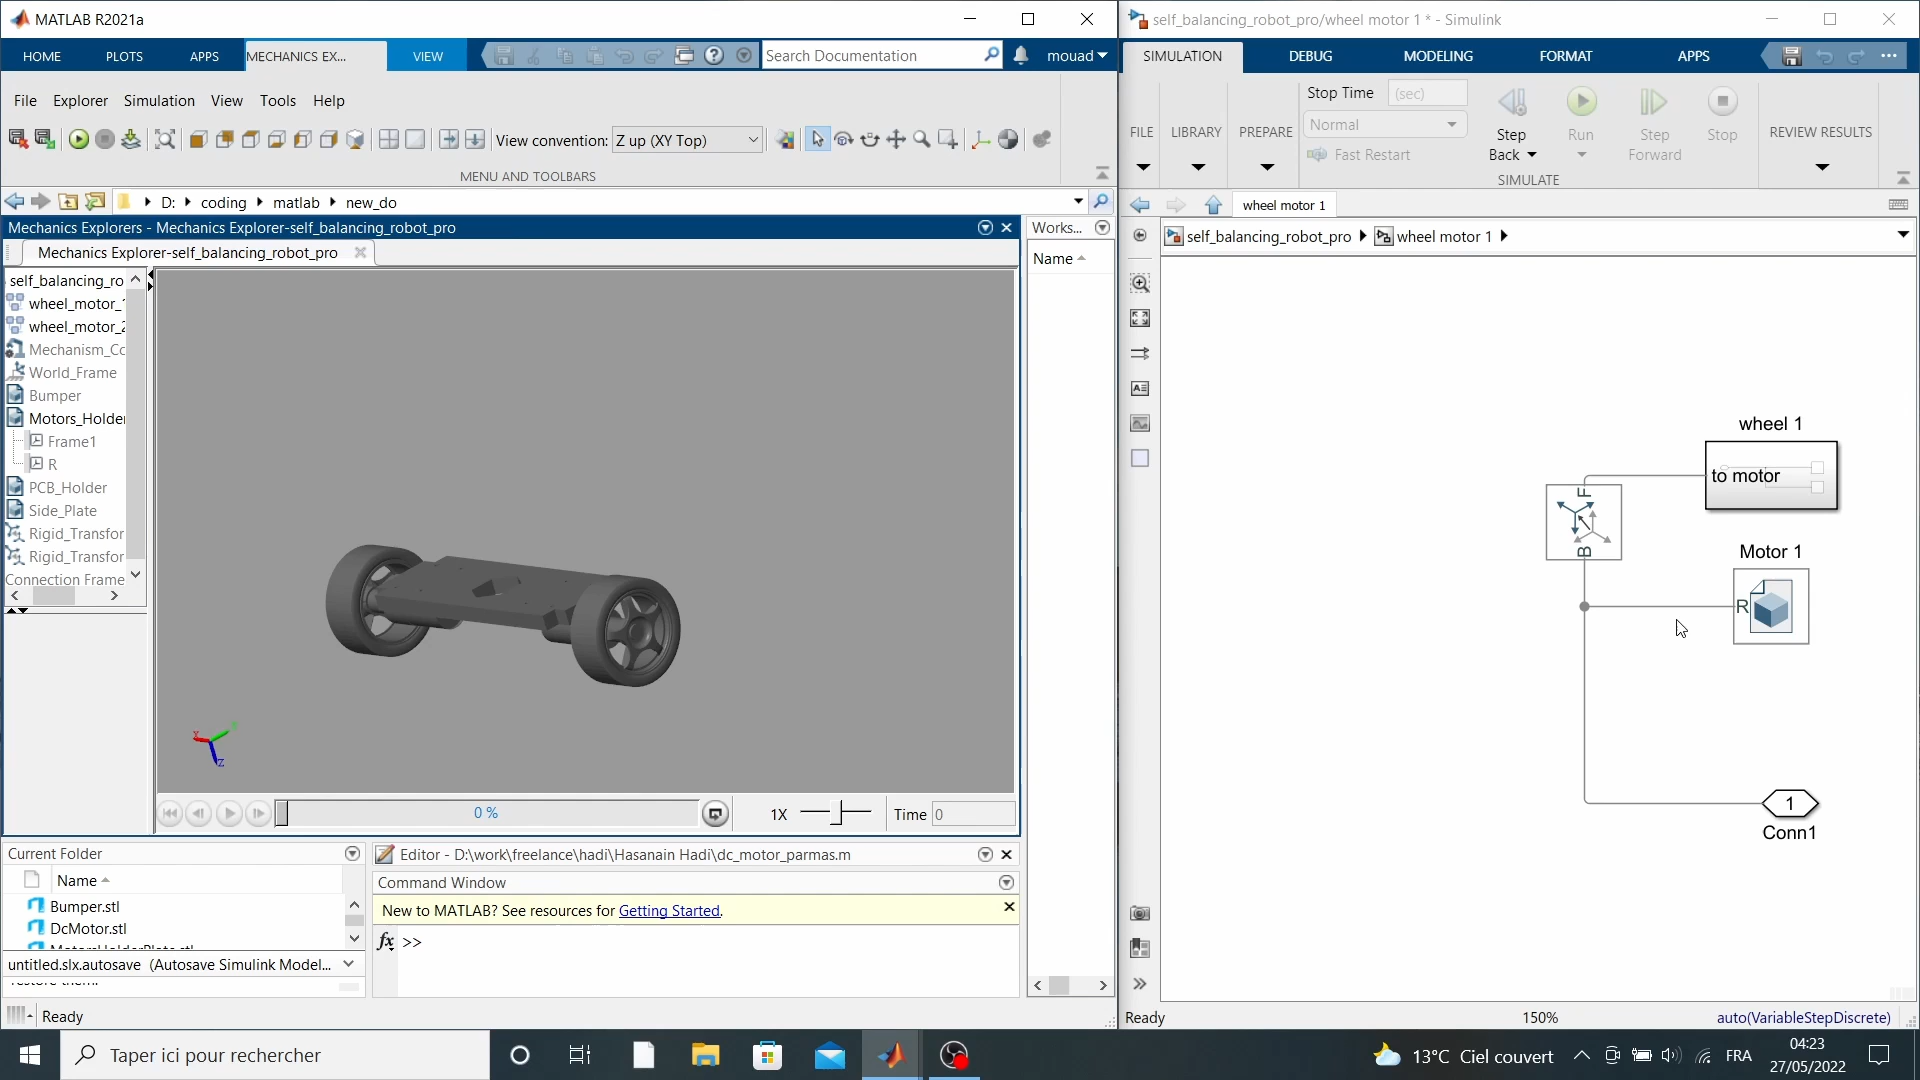 MATLAB R2021a
HOME PLOTS APPS MECHANICS EX... VIEW Search Documentation mouad
File Explorer Simulation View Tools Help
View convention: Z up (XY Top)
MENU AND TOOLBARS
D: coding matlab new_do
Mechanics Explorers - Mechanics Explorer-self_balancing_robot_pro
Mechanics Explorer-self_balancing_robot_pro
self_balancing_ro
wheel_motor_1
wheel_motor_2
Mechanism_Co
World_Frame
Bumper
Motors_Holder
Frame1
R
PCB_Holder
Side_Plate
Rigid_Transfor
Rigid_Transfor
Connection Frame
x
z
0 %
1X
Time 0
Works...
Name
Current Folder
Name
Bumper.stl
DcMotor.stl
untitled.slx.autosave (Autosave Simulink Model...
Editor - D:\work\freelance\hadi\Hasanain Hadi\dc_motor_parmas.m
Command Window
New to MATLAB? See resources for Getting Started.
fx >>
Ready
self_balancing_robot_pro/wheel motor 1 * - Simulink
SIMULATION DEBUG MODELING FORMAT APPS
FILE LIBRARY PREPARE
Stop Time (sec)
Normal
Fast Restart
Step Back
Run
Step Forward
Stop
SIMULATE
REVIEW RESULTS
wheel motor 1
self_balancing_robot_pro wheel motor 1
wheel 1
to motor
F
B
Motor 1
R
1
Conn1
Ready 150% auto(VariableStepDiscrete)
Taper ici pour rechercher
13°C Ciel couvert
FRA
04:23
27/05/2022